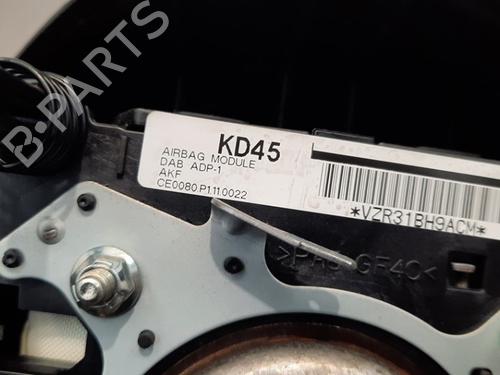 B-PARTS
KD45
AIRBAG MODULE
DAB ADP-1
AKF
CE0080.P1.11.0022
*VZR31BH9ACM*
>PA6-GF40<